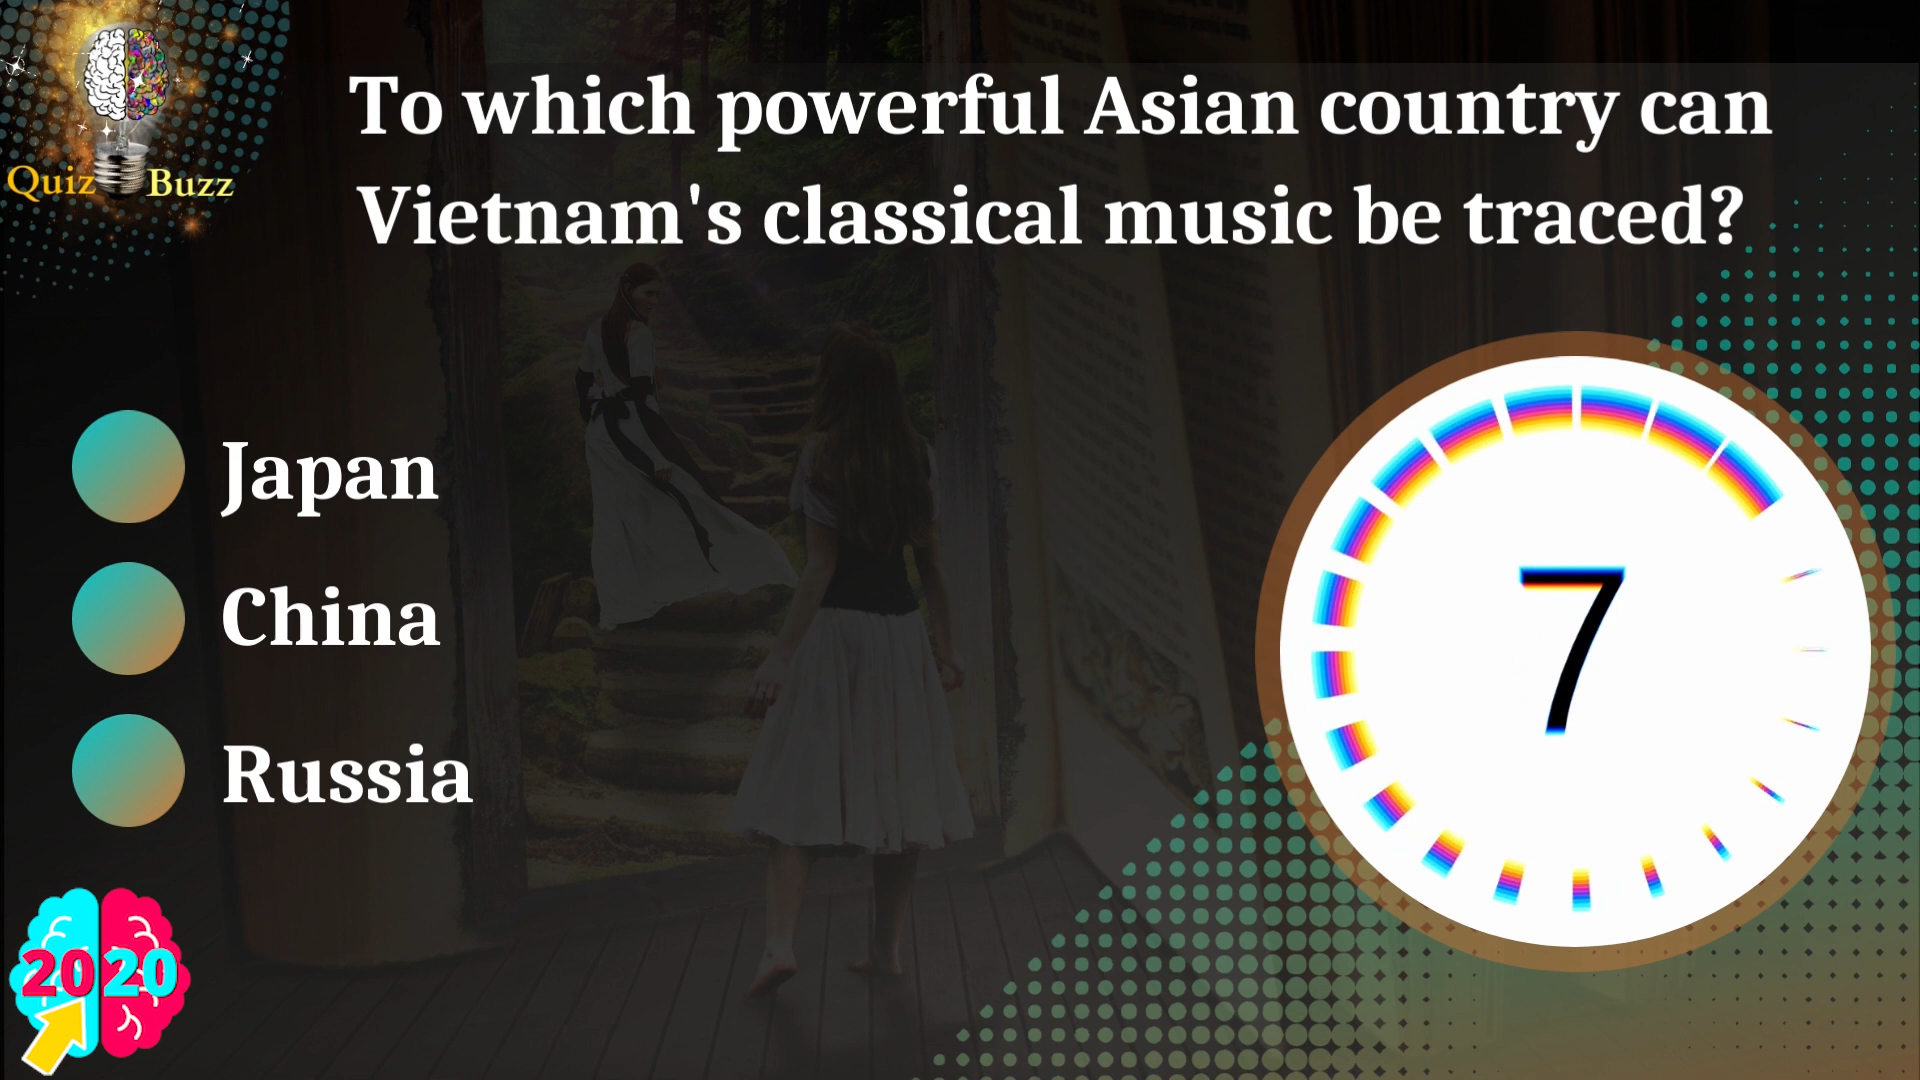 Quiz Buzz
To which powerful Asian country can
Vietnam's classical music be traced?
Japan
China
Russia
7
2020